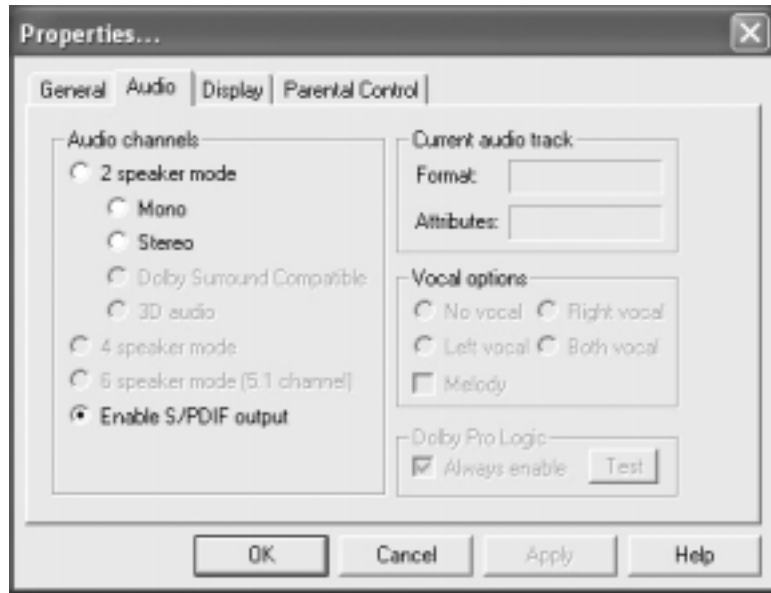 Properties...
General Audio Display Parental Control
Audio channels
2 speaker mode
Mono
Stereo
Dolby Surround Compatible
3D audio
4 speaker mode
6 speaker mode (5.1 channel)
Enable S/PDIF output
Current audio track
Format:
Attributes:
Vocal options
No vocal Right vocal
Left vocal Both vocal
Melody
Dolby Pro Logic
Always enable Test
OK Cancel Apply Help